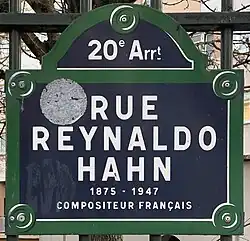 20e Arrt
RUE
REYNALDO
HAHN
1875 - 1947
COMPOSITEUR FRANÇAIS